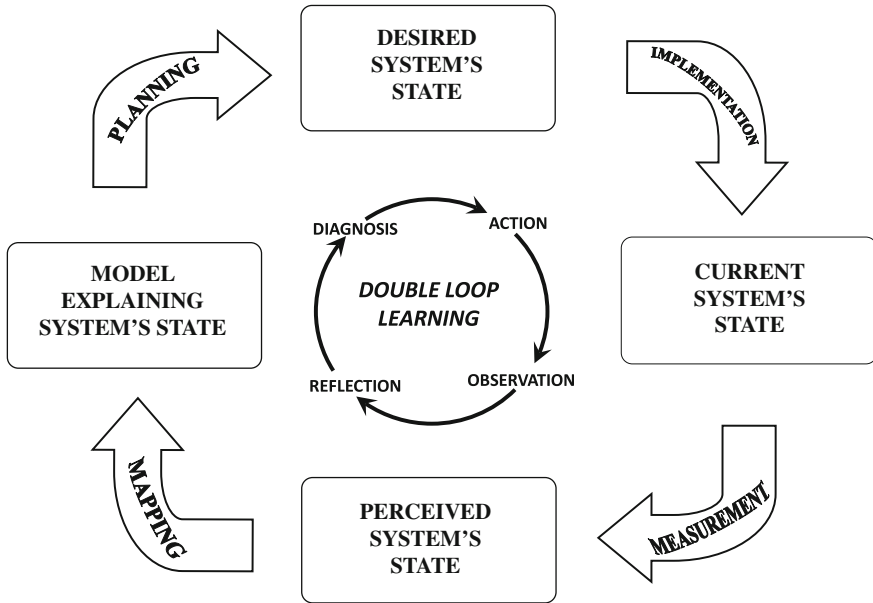 DESIRED
SYSTEM'S
STATE
PLANNING
IMPLEMENTATION
DIAGNOSIS
ACTION
MODEL
EXPLAINING
SYSTEM'S STATE
DOUBLE LOOP
LEARNING
CURRENT
SYSTEM'S
STATE
REFLECTION
OBSERVATION
MAPPING
PERCEIVED
SYSTEM'S
STATE
MEASUREMENT